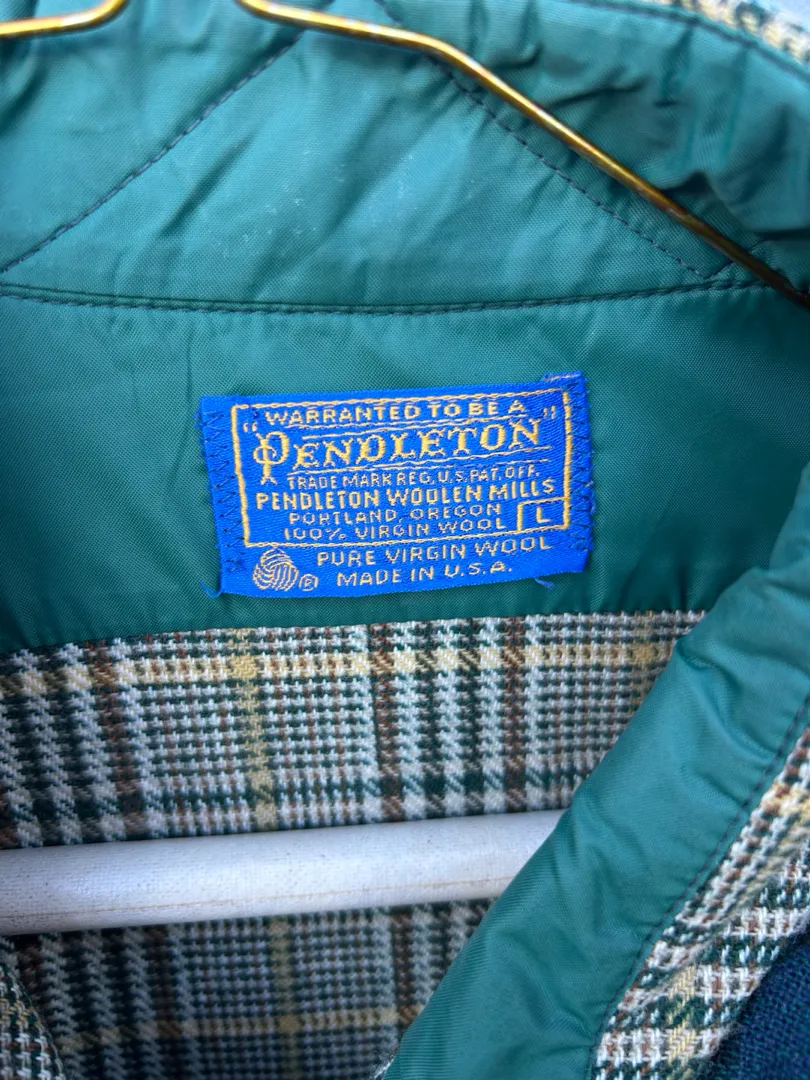 WARRANTED TO BE A
"PENDLETON"
TRADE MARK REG. U.S. PAT. OFF.
PENDLETON WOOLEN MILLS
PORTLAND, OREGON
100% VIRGIN WOOL L
PURE VIRGIN WOOL
® MADE IN U.S.A.